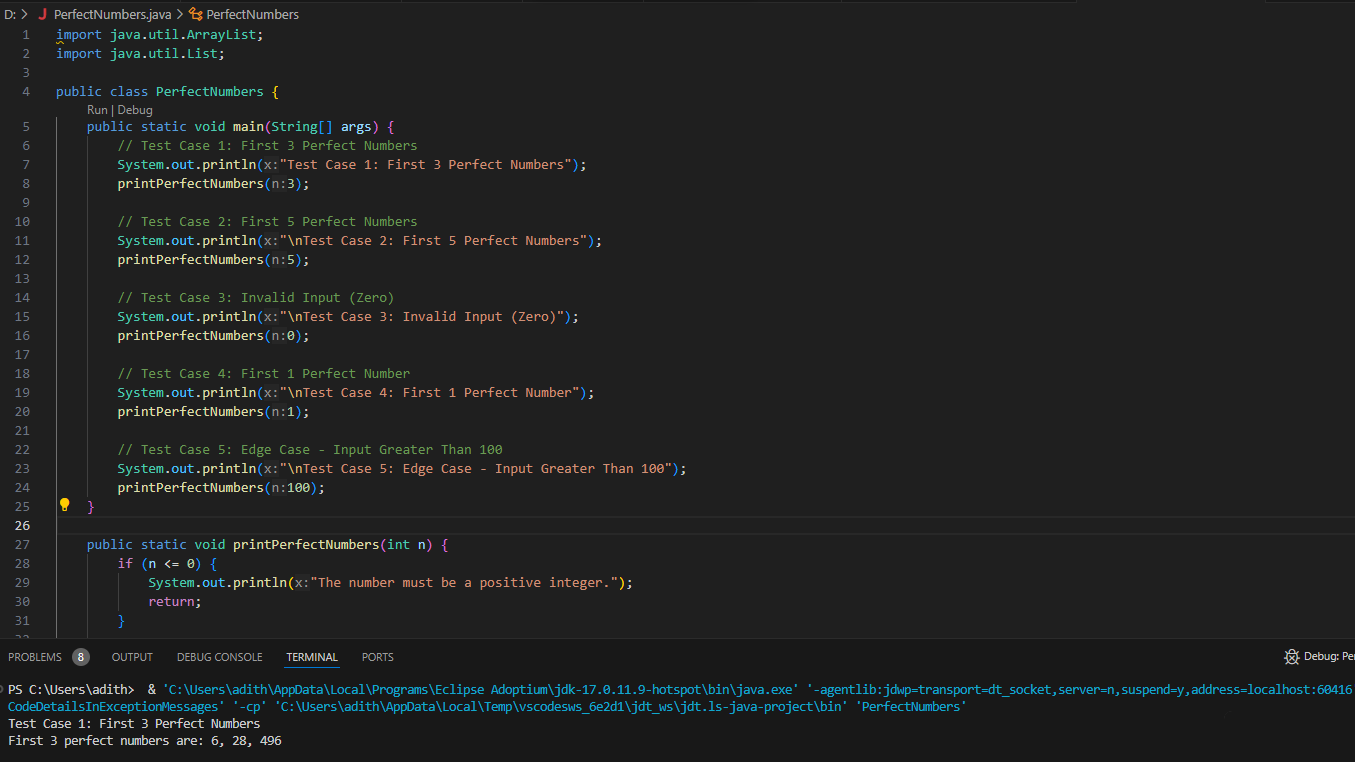 D: > J PerfectNumbers.java > PerfectNumbers
1 import java.util.ArrayList;
2 import java.util.List;
3
4 public class PerfectNumbers {
Run | Debug
5 public static void main(String[] args) {
6 // Test Case 1: First 3 Perfect Numbers
7 System.out.println(x:"Test Case 1: First 3 Perfect Numbers");
8 printPerfectNumbers(n:3);
9
10 // Test Case 2: First 5 Perfect Numbers
11 System.out.println(x:"\nTest Case 2: First 5 Perfect Numbers");
12 printPerfectNumbers(n:5);
13
14 // Test Case 3: Invalid Input (Zero)
15 System.out.println(x:"\nTest Case 3: Invalid Input (Zero)");
16 printPerfectNumbers(n:0);
17
18 // Test Case 4: First 1 Perfect Number
19 System.out.println(x:"\nTest Case 4: First 1 Perfect Number");
20 printPerfectNumbers(n:1);
21
22 // Test Case 5: Edge Case - Input Greater Than 100
23 System.out.println(x:"\nTest Case 5: Edge Case - Input Greater Than 100");
24 printPerfectNumbers(n:100);
25 }
26
27 public static void printPerfectNumbers(int n) {
28 if (n <= 0) {
29 System.out.println(x:"The number must be a positive integer.");
30 return;
31 }
PROBLEMS 8 OUTPUT DEBUG CONSOLE TERMINAL PORTS Debug: Per
PS C:\Users\adith> & 'C:\Users\adith\AppData\Local\Programs\Eclipse Adoptium\jdk-17.0.11.9-hotspot\bin\java.exe' '-agentlib:jdwp=transport=dt_socket,server=n,suspend=y,address=localhost:60416
CodeDetailsInExceptionMessages' '-cp' 'C:\Users\adith\AppData\Local\Temp\vscodesws_6e2d1\jdt_ws\jdt.ls-java-project\bin' 'PerfectNumbers'
Test Case 1: First 3 Perfect Numbers
First 3 perfect numbers are: 6, 28, 496